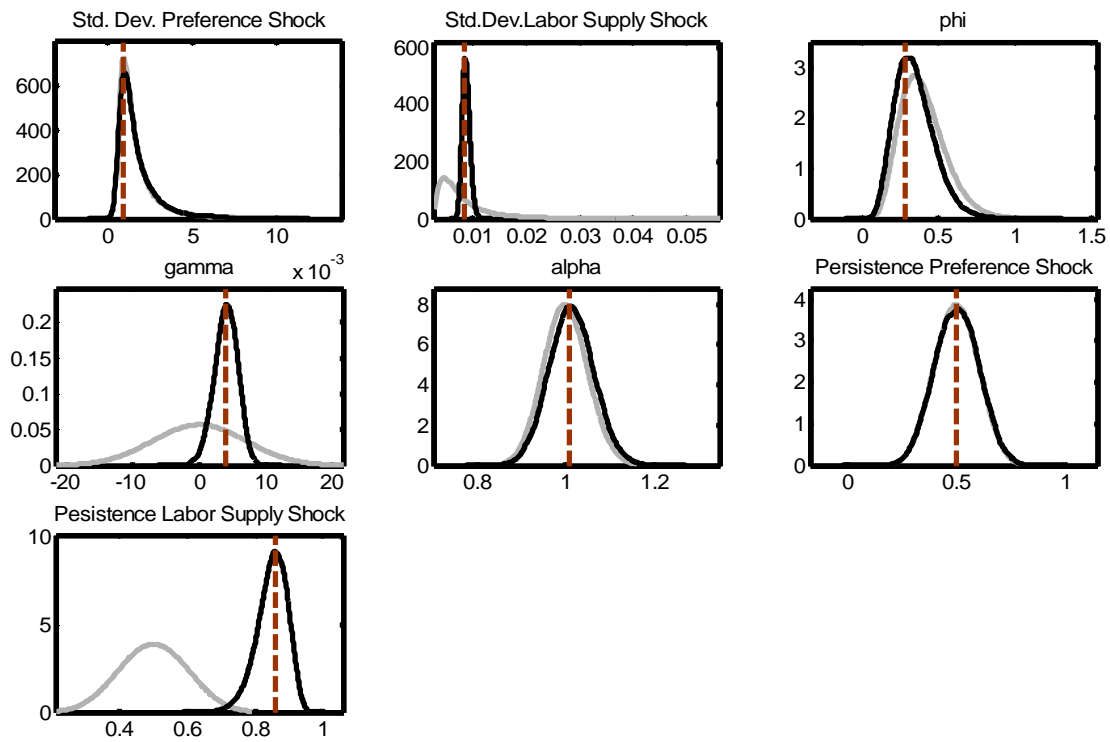 Std. Dev. Preference Shock
600
400
200
0
0 5 10
x 10^-3
Std.Dev.Labor Supply Shock
600
400
200
0
0.01 0.02 0.03 0.04 0.05
phi
3
2
1
0
0 0.5 1 1.5
gamma
0.2
0.15
0.1
0.05
0
-20 -10 0 10 20
alpha
8
6
4
2
0
0.8 1 1.2
Persistence Preference Shock
4
3
2
1
0
0 0.5 1
Pesistence Labor Supply Shock
10
5
0
0.4 0.6 0.8 1